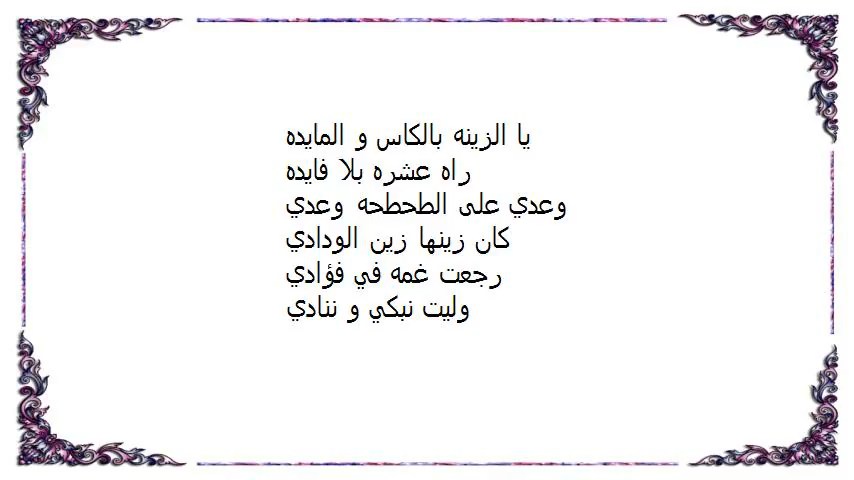 يا الزينه بالكاس و المايده
راه عشره بلا فايده
وعدي على الطحطحه وعدي
كان زينها زين الودادي
رجعت غمه في فؤادي
وليت نبكي و ننادي